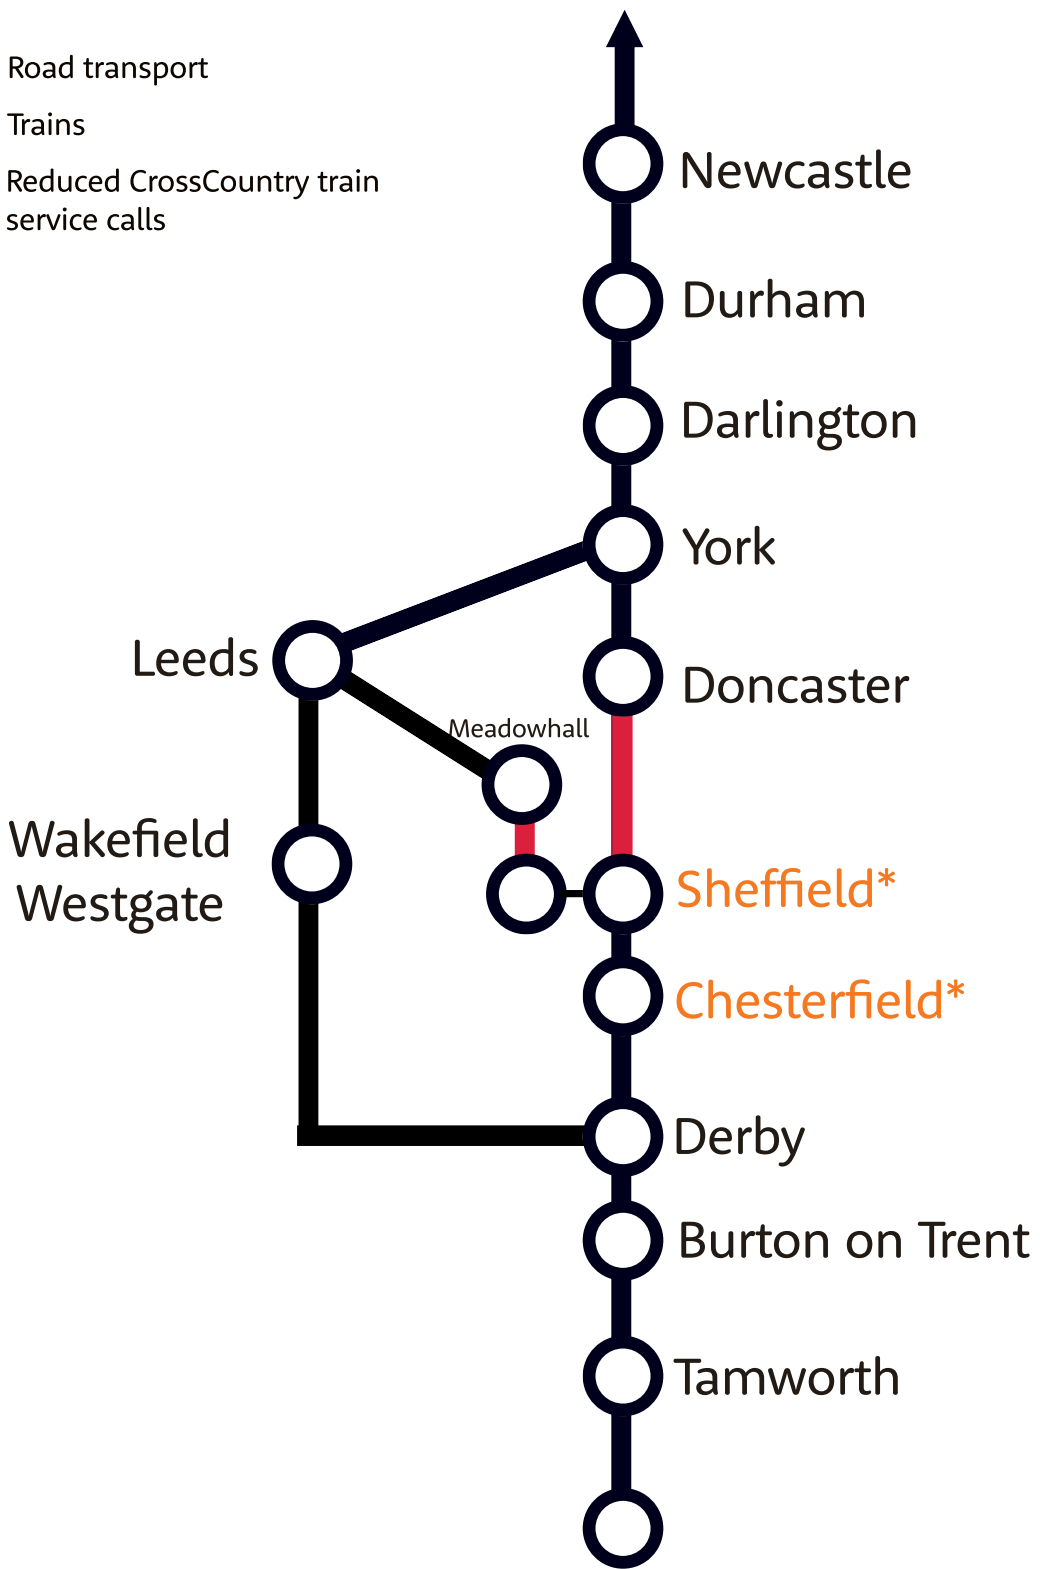 Road transport
Trains
Reduced CrossCountry train
service calls
Newcastle
Durham
Darlington
York
Leeds
Doncaster
Meadowhall
Wakefield
Westgate
Sheffield*
Chesterfield*
Derby
Burton on Trent
Tamworth